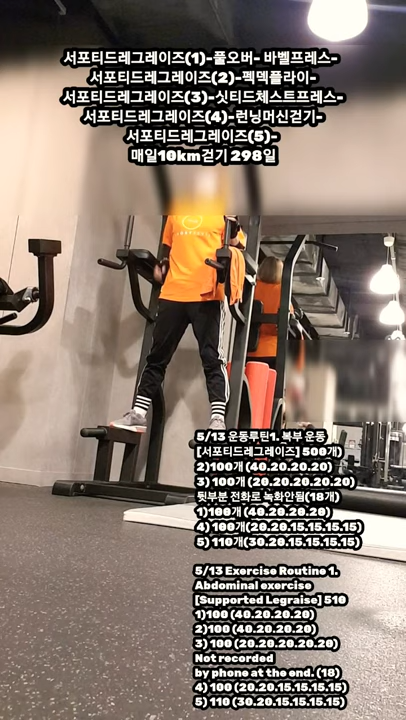 서포티드레그레이즈(1)-풀오버- 바벨프레스-
서포티드레그레이즈(2)-펙덱플라이-
서포티드레그레이즈(3)-싯티드체스트프레스-
서포티드레그레이즈(4)-런닝머신걷기-
서포티드레그레이즈(5)-
매일10km걷기 298일
5/13 운동루틴1. 복부 운동
[서포티드레그레이즈] 500개)
2)100개 (40.20.20.20)
3) 100개 (20.20.20.20.20)
뒷부분 전화로 녹화안됨(18개)
1)100개 (40.20.20.20)
4) 100개(20.20.15.15.15.15)
5) 110개(30.20.15.15.15.15)
5/13 Exercise Routine 1.
Abdominal exercise
[Supported Legraise] 510
1)100 (40.20.20.20)
2)100 (40.20.20.20)
3) 100 (20.20.20.20.20)
Not recorded
by phone at the end. (18)
4) 100 (20.20.15.15.15.15)
5) 110 (30.20.15.15.15.15)